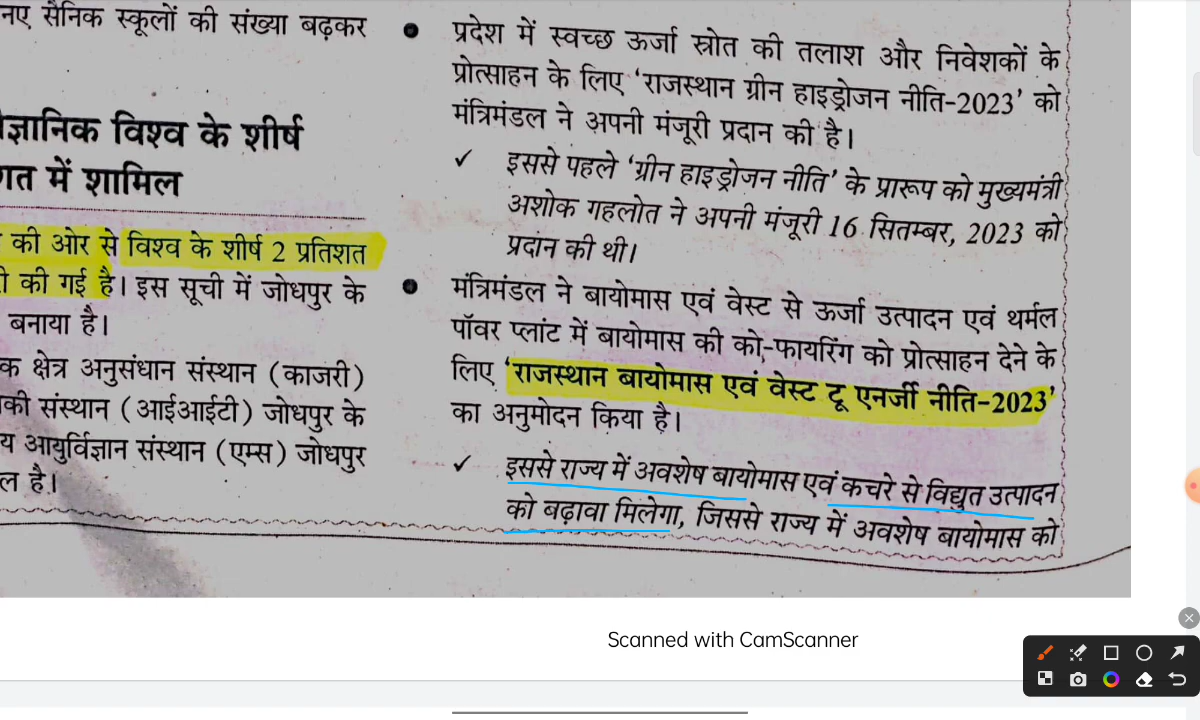 नए सैनिक स्कूलों की संख्या बढ़कर
शीर्ष
विश्व के शीर्ष
में शामिल
की ओर से विश्व के शीर्ष 2 प्रतिशत
की गई है। इस सूची में जोधपुर के
बनाया है।
क्षेत्र अनुसंधान संस्थान (काजरी)
संस्थान (आईआईटी) जोधपुर के
आयुर्विज्ञान संस्थान (एम्स) जोधपुर
है।
● प्रदेश में स्वच्छ ऊर्जा स्रोत की तलाश और निवेशकों के
प्रोत्साहन के लिए ‘राजस्थान ग्रीन हाइड्रोजन नीति-2023’ को
मंत्रिमंडल ने अपनी मंजूरी प्रदान की है।
✓ इससे पहले ‘ग्रीन हाइड्रोजन नीति’ के प्रारूप को मुख्यमंत्री
अशोक गहलोत ने अपनी मंजूरी 16 सितम्बर, 2023 को
प्रदान की थी।
● मंत्रिमंडल ने बायोमास एवं वेस्ट से ऊर्जा उत्पादन एवं थर्मल
पॉवर प्लांट में बायोमास की को-फायरिंग को प्रोत्साहन देने के
लिए ‘राजस्थान बायोमास एवं वेस्ट टू एनर्जी नीति-2023’
का अनुमोदन किया है।
✓ इससे राज्य में अवशेष बायोमास एवं कचरे से विद्युत उत्पादन
को बढ़ावा मिलेगा, जिससे राज्य में अवशेष बायोमास को
Scanned with CamScanner